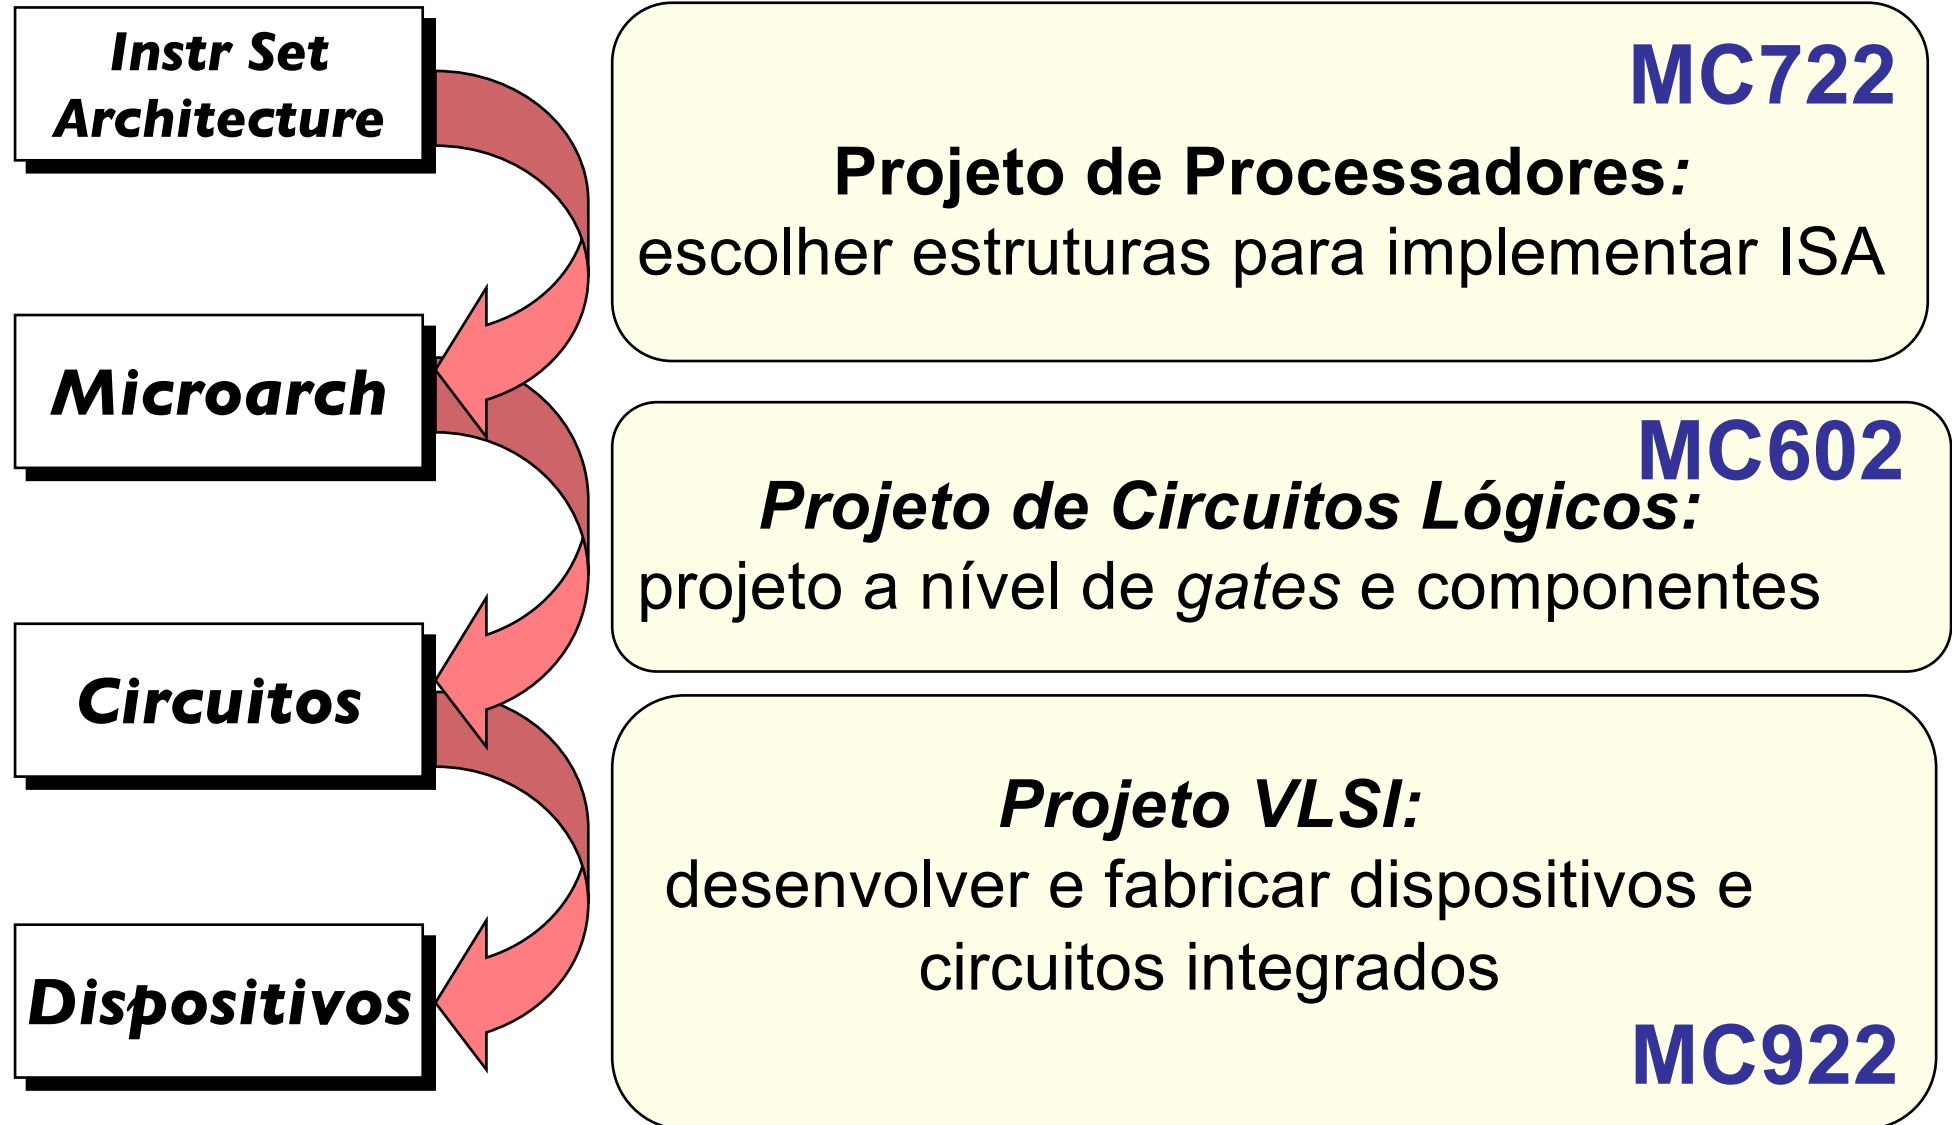 Instr Set
Architecture
MC722
Projeto de Processadores:
escolher estruturas para implementar ISA
Microarch
MC602
Projeto de Circuitos Lógicos:
projeto a nível de gates e componentes
Circuitos
Projeto VLSI:
desenvolver e fabricar dispositivos e
circuitos integrados
Dispositivos
MC922